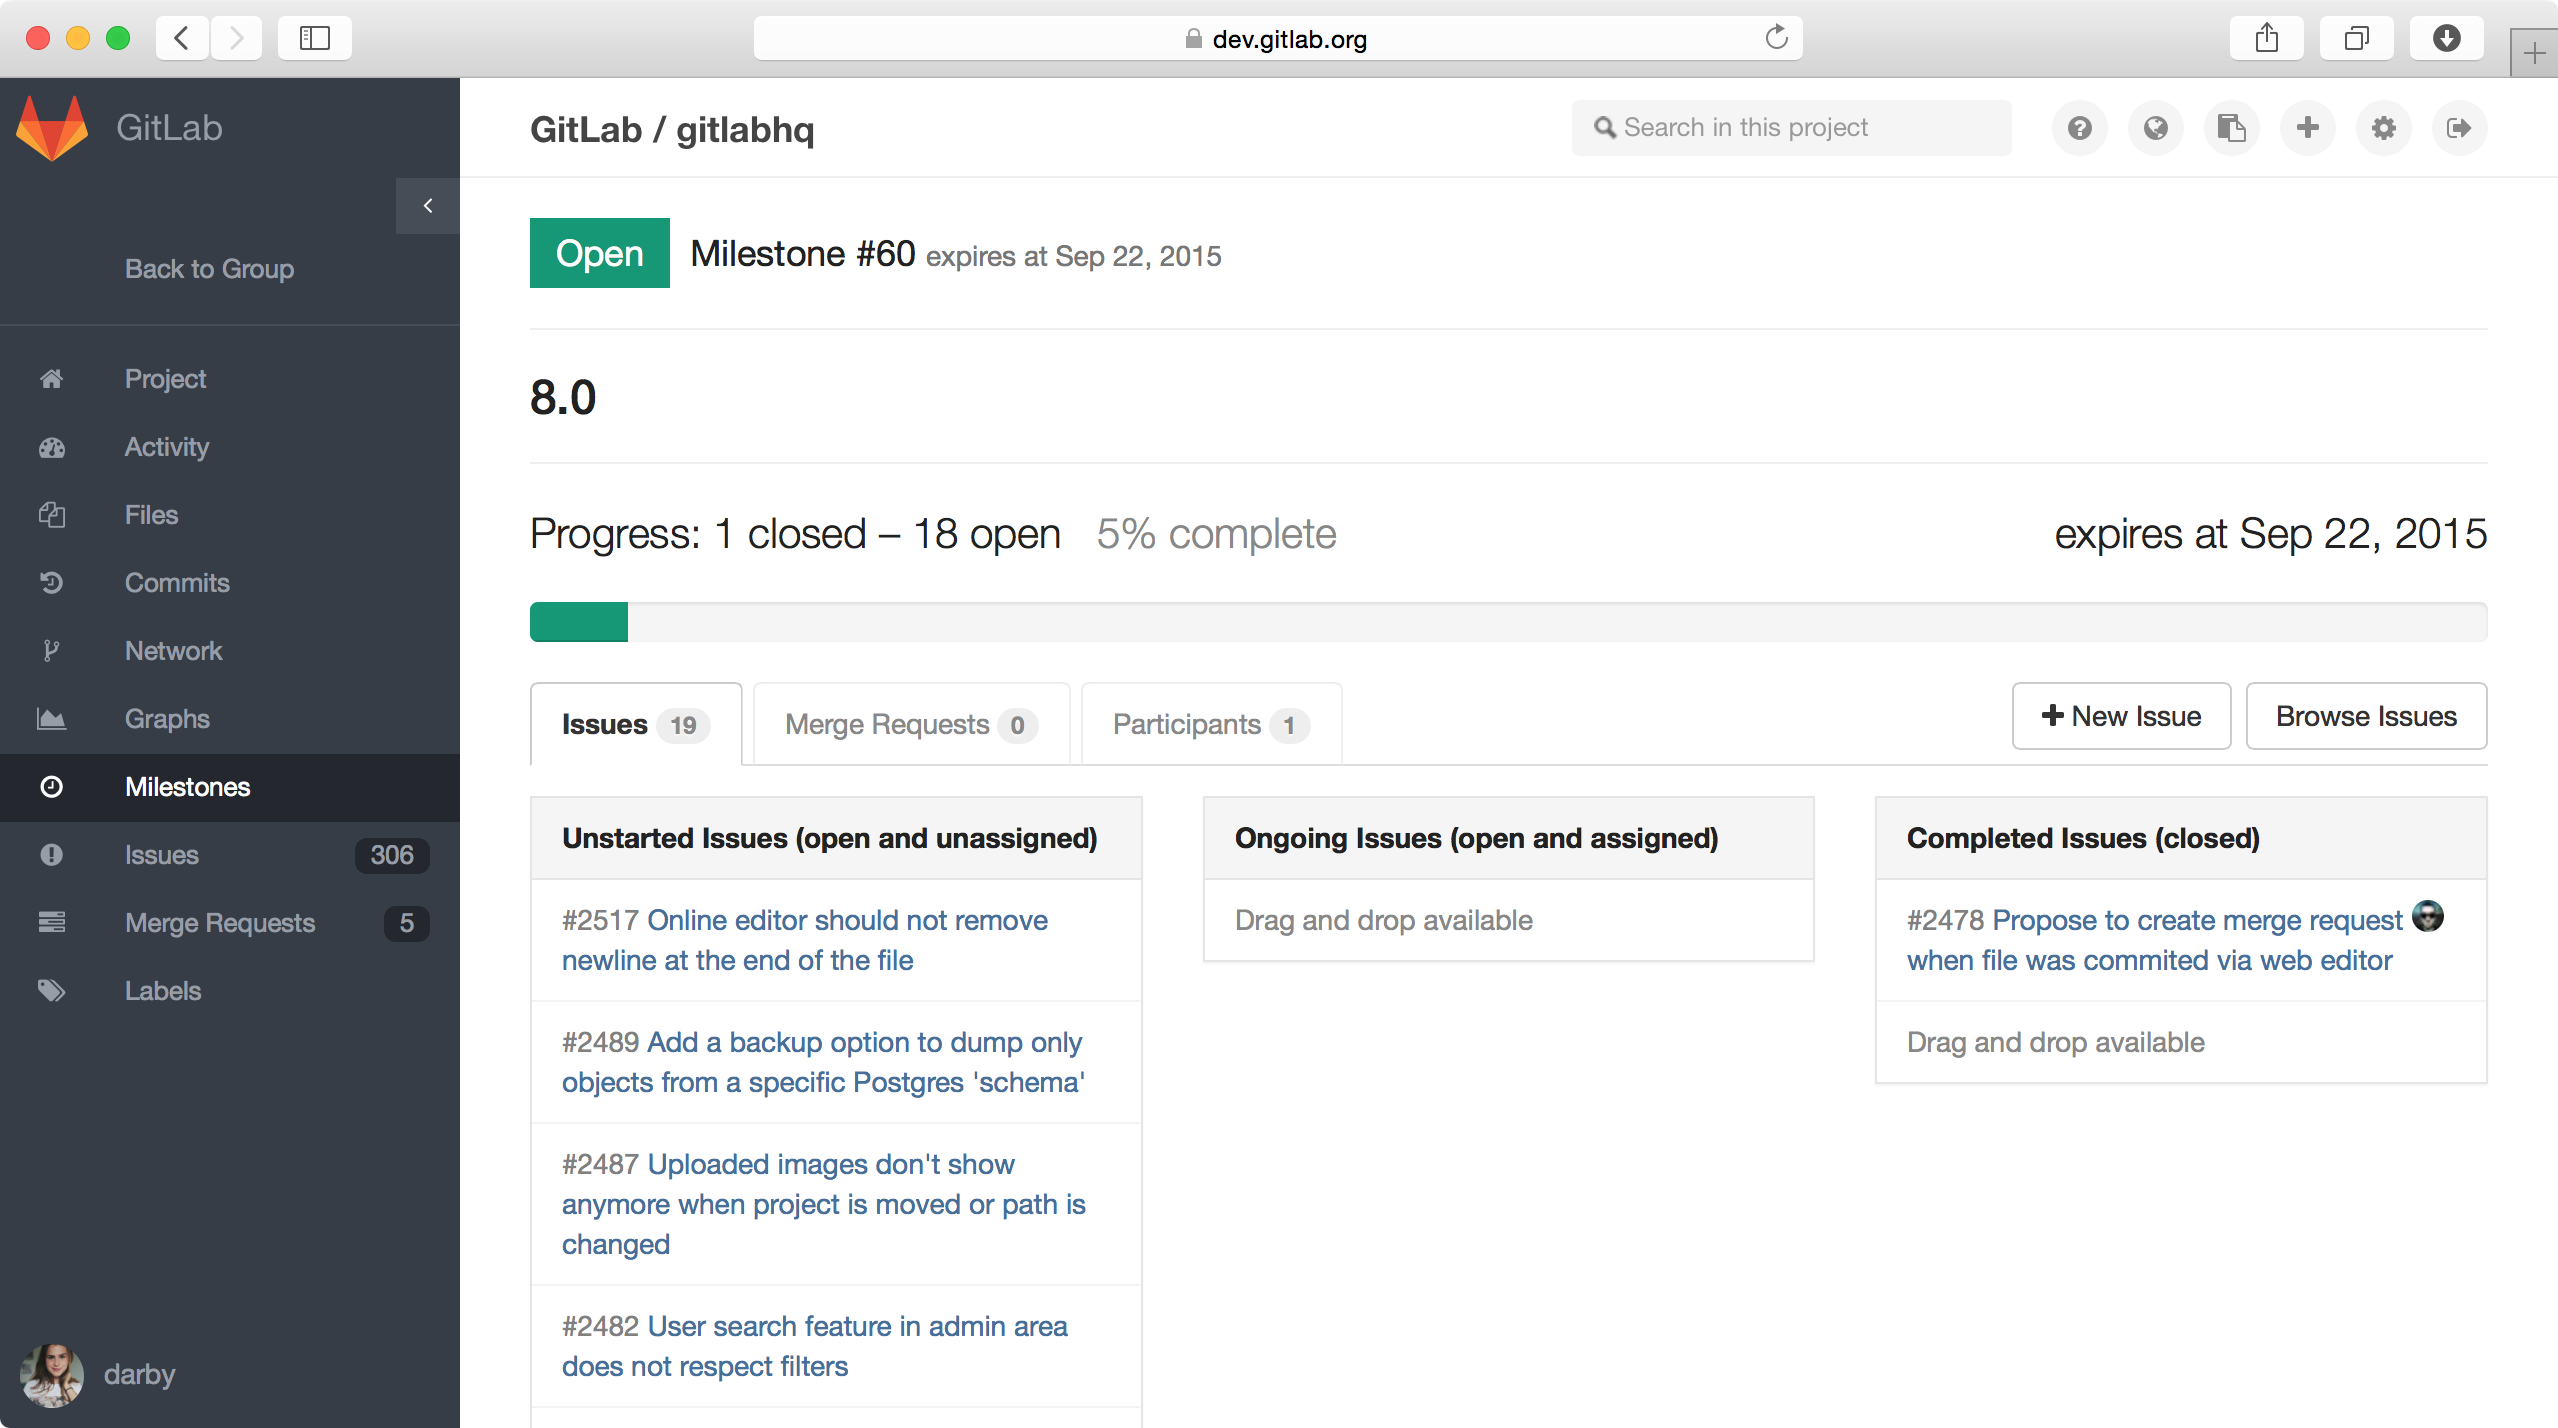 dev.gitlab.org
GitLab
Back to Group
Project
Activity
Files
Commits
Network
Graphs
Milestones
Issues 306
Merge Requests 5
Labels
darby
GitLab / gitlabhq
Search in this project
Open Milestone #60 expires at Sep 22, 2015
8.0
Progress: 1 closed – 18 open 5% complete
expires at Sep 22, 2015
Issues 19 Merge Requests 0 Participants 1
New Issue Browse Issues
Unstarted Issues (open and unassigned)
#2517 Online editor should not remove
newline at the end of the file
#2489 Add a backup option to dump only
objects from a specific Postgres 'schema'
#2487 Uploaded images don't show
anymore when project is moved or path is
changed
#2482 User search feature in admin area
does not respect filters
Ongoing Issues (open and assigned)
Drag and drop available
Completed Issues (closed)
#2478 Propose to create merge request
when file was commited via web editor
Drag and drop available